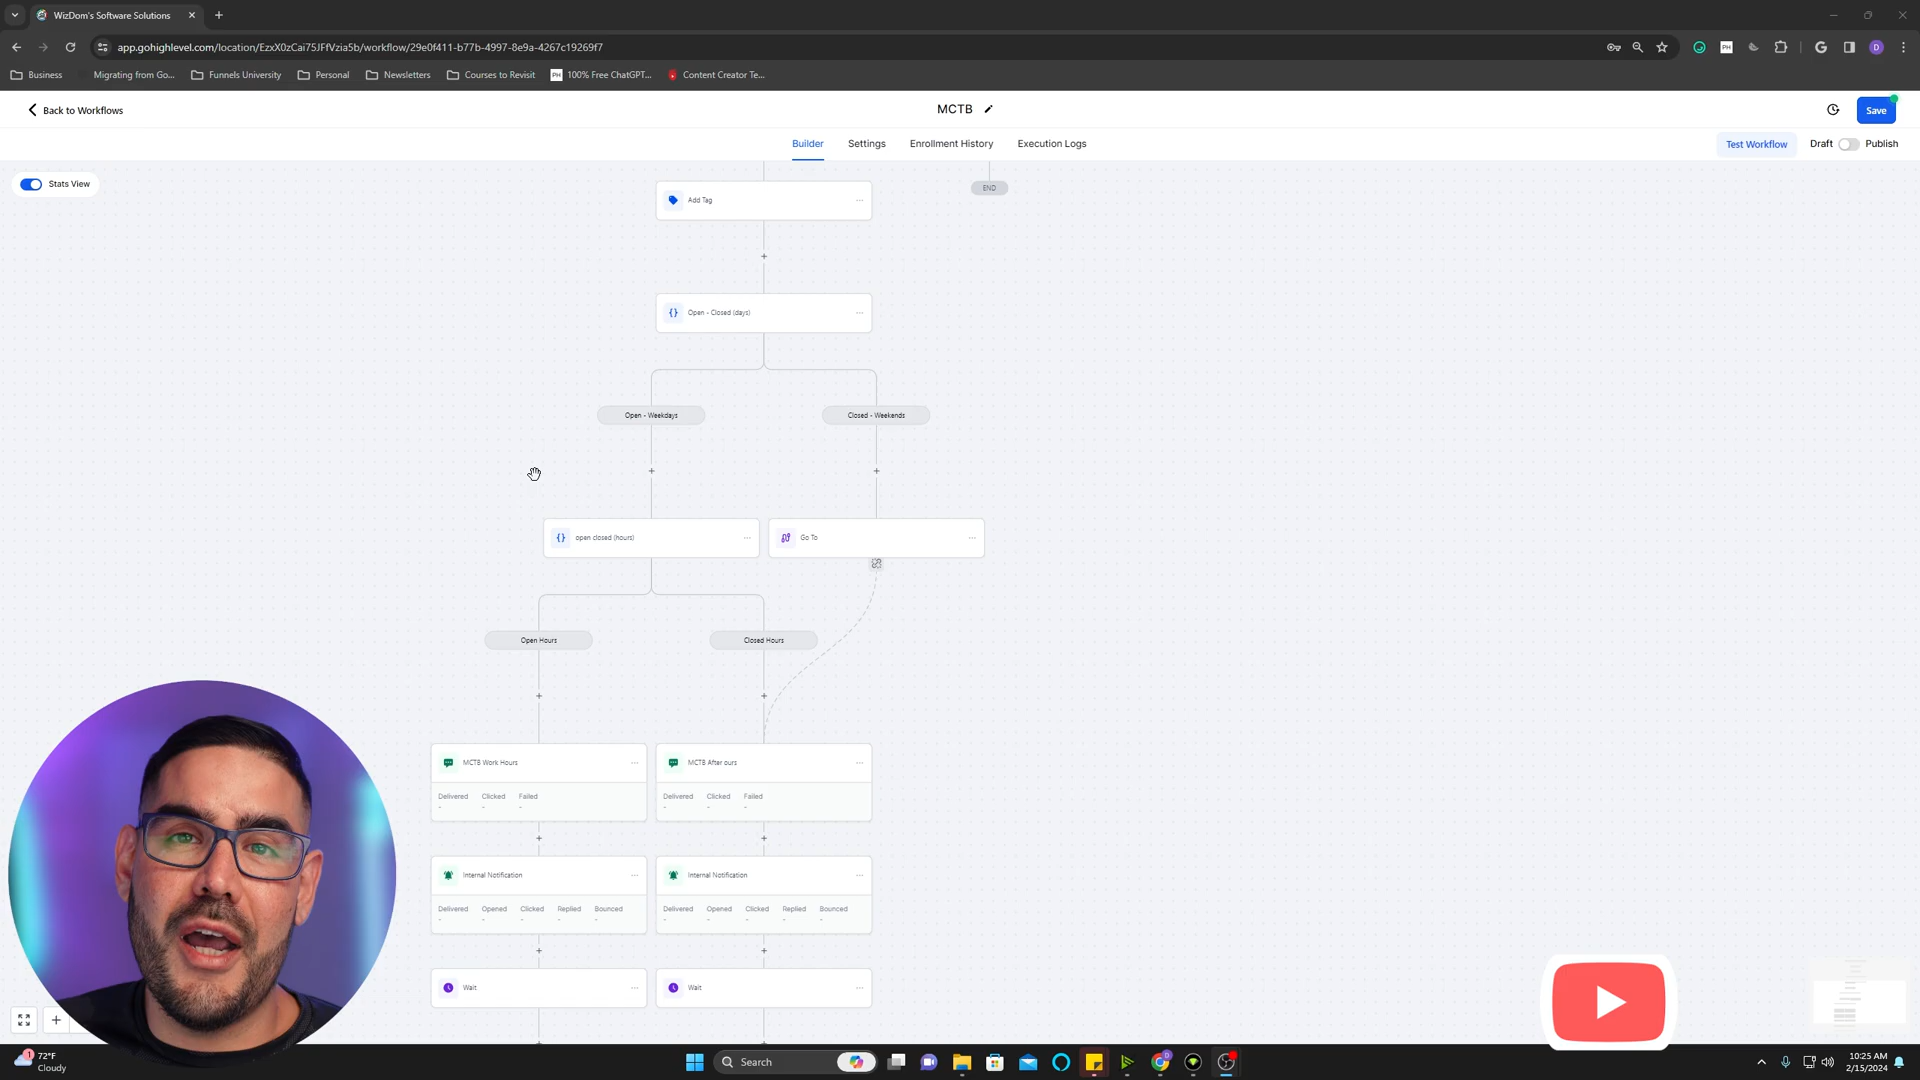 WizDom's Software Solutions
app.gohighlevel.com/location/EzxX0zCai75JFfVzia5b/workflow/29e0f411-b77b-4997-8e9a-4267c19269f7
Business
Migrating from Go...
Funnels University
Personal
Newsletters
Courses to Revisit
PH 100% Free ChatGPT...
Content Creator Te...
Back to Workflows
MCTB
Save
Builder
Settings
Enrollment History
Execution Logs
Test Workflow
Draft
Publish
Stats View
Add Tag
END
Open - Closed (days)
Open - Weekdays
Closed - Weekends
open closed (hours)
Go To
Open Hours
Closed Hours
MCTB Work Hours
MCTB After ours
Delivered Clicked Failed
- - -
Delivered Clicked Failed
- - -
Internal Notification
Internal Notification
Delivered Opened Clicked Replied Bounced
- - - - -
Delivered Opened Clicked Replied Bounced
- - - - -
Wait
Wait
1
72°F
Cloudy
Search
10:25 AM
2/15/2024